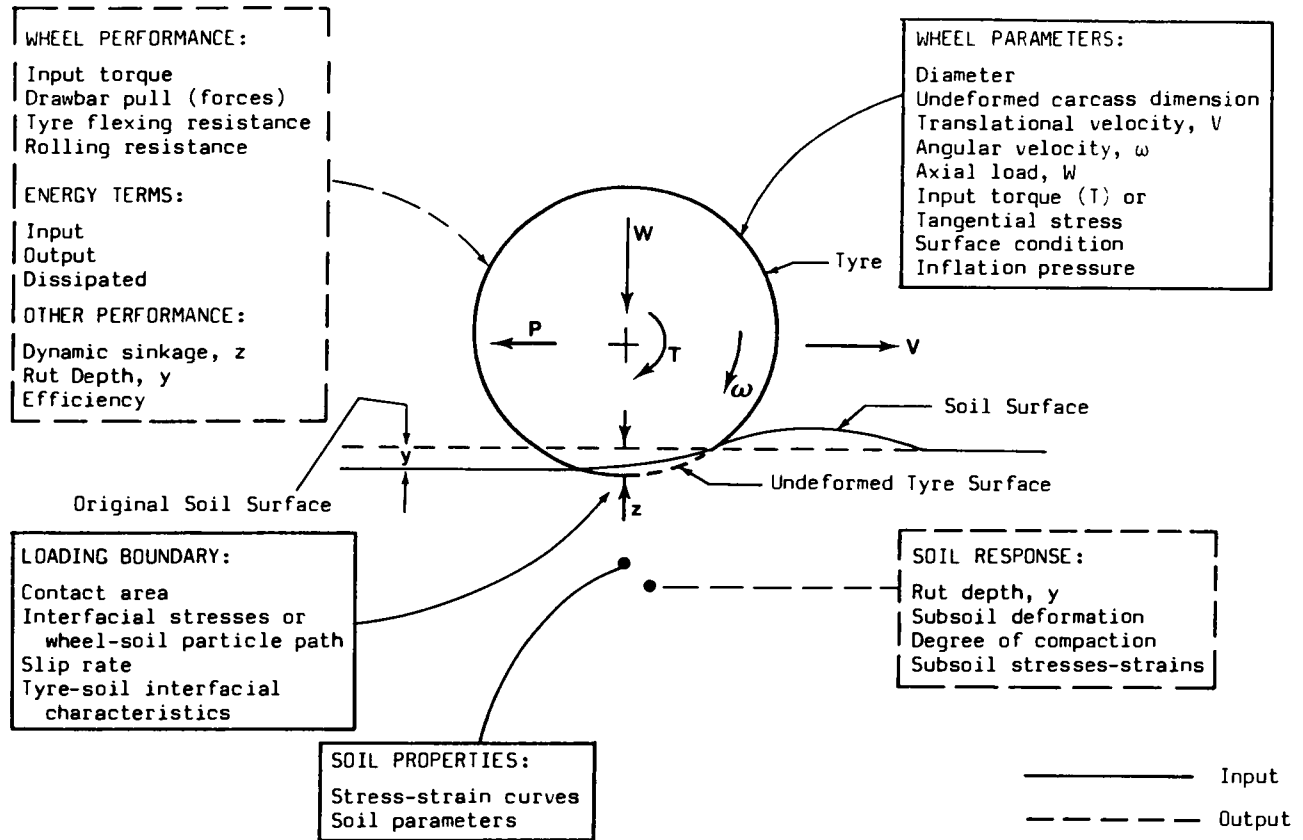 WHEEL PERFORMANCE:
Input torque
Drawbar pull (forces)
Tyre flexing resistance
Rolling resistance
ENERGY TERMS:
Input
Output
Dissipated
OTHER PERFORMANCE:
Dynamic sinkage, z
Rut Depth, y
Efficiency
WHEEL PARAMETERS:
Diameter
Undeformed carcass dimension
Translational velocity, V
Angular velocity, ω
Axial load, W
Input torque (T) or
Tangential stress
Surface condition
Inflation pressure
W
Tyre
P
T
V
ω
Soil Surface
y
Undeformed Tyre Surface
Original Soil Surface
z
LOADING BOUNDARY:
Contact area
Interfacial stresses or
wheel-soil particle path
Slip rate
Tyre-soil interfacial
characteristics
SOIL RESPONSE:
Rut depth, y
Subsoil deformation
Degree of compaction
Subsoil stresses-strains
SOIL PROPERTIES:
Stress-strain curves
Soil parameters
Input
Output